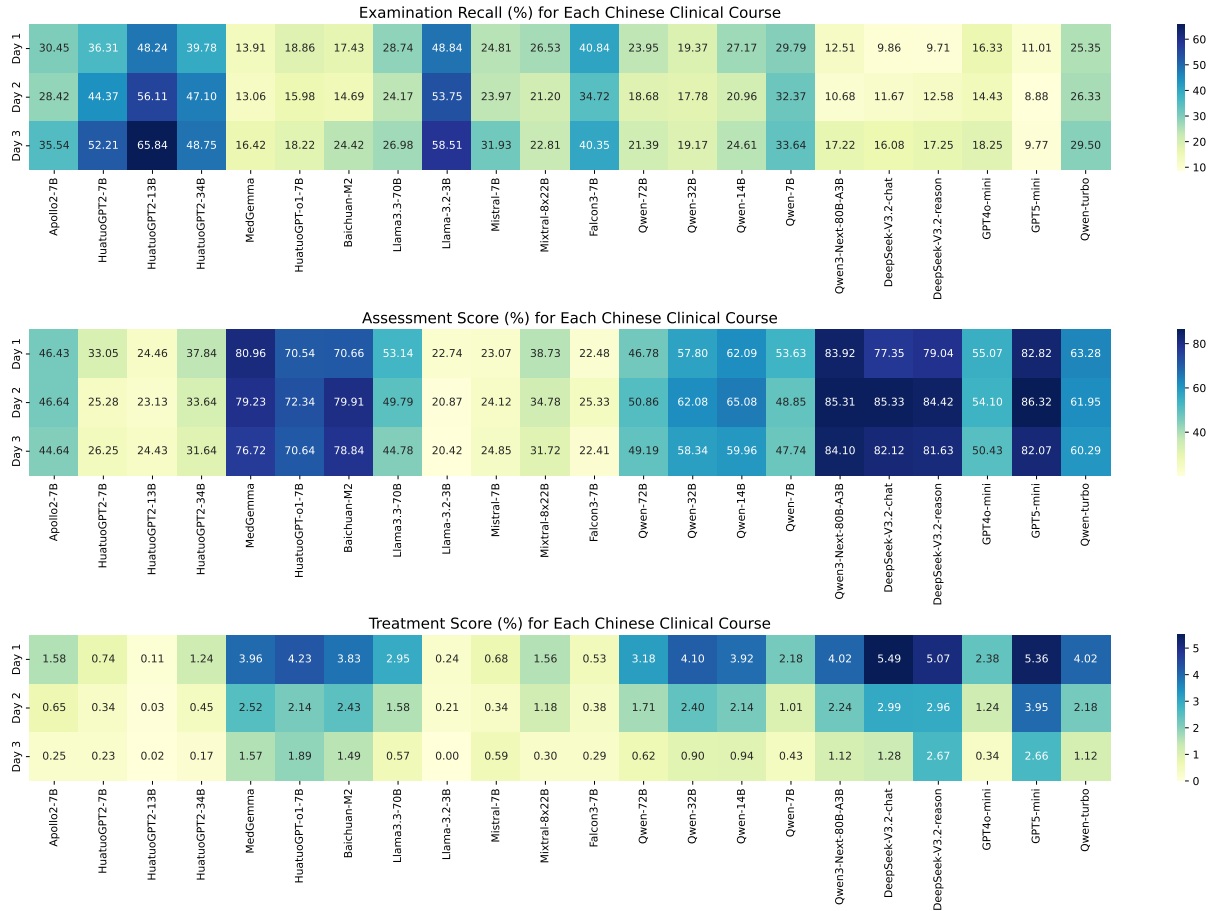 Examination Recall (%) for Each Chinese Clinical Course
Day 1 30.45 36.31 48.24 39.78 13.91 18.86 17.43 28.74 48.84 24.81 26.53 40.84 23.95 19.37 27.17 29.79 12.51 9.86 9.71 16.33 11.01 25.35
Day 2 28.42 44.37 56.11 47.10 13.06 15.98 14.69 24.17 53.75 23.97 21.20 34.72 18.68 17.78 20.96 32.37 10.68 11.67 12.58 14.43 8.88 26.33
Day 3 35.54 52.21 65.84 48.75 16.42 18.22 24.42 26.98 58.51 31.93 22.81 40.35 21.39 19.17 24.61 33.64 17.22 16.08 17.25 18.25 9.77 29.50
Apollo2-7B HuatuoGPT2-7B HuatuoGPT2-13B HuatuoGPT2-34B MedGemma HuatuoGPT-o1-7B Baichuan-M2 Llama3.3-70B Llama-3.2-3B Mistral-7B Mixtral-8x22B Falcon3-7B Qwen-72B Qwen-32B Qwen-14B Qwen-7B Qwen3-Next-80B-A3B DeepSeek-V3.2-chat DeepSeek-V3.2-reason GPT4o-mini GPT5-mini Qwen-turbo
60
50
40
30
20
10
Assessment Score (%) for Each Chinese Clinical Course
Day 1 46.43 33.05 24.46 37.84 80.96 70.54 70.66 53.14 22.74 23.07 38.73 22.48 46.78 57.80 62.09 53.63 83.92 77.35 79.04 55.07 82.82 63.28
Day 2 46.64 25.28 23.13 33.64 79.23 72.34 79.91 49.79 20.87 24.12 34.78 25.33 50.86 62.08 65.08 48.85 85.31 85.33 84.42 54.10 86.32 61.95
Day 3 44.64 26.25 24.43 31.64 76.72 70.64 78.84 44.78 20.42 24.85 31.72 22.41 49.19 58.34 59.96 47.74 84.10 82.12 81.63 50.43 82.07 60.29
Apollo2-7B HuatuoGPT2-7B HuatuoGPT2-13B HuatuoGPT2-34B MedGemma HuatuoGPT-o1-7B Baichuan-M2 Llama3.3-70B Llama-3.2-3B Mistral-7B Mixtral-8x22B Falcon3-7B Qwen-72B Qwen-32B Qwen-14B Qwen-7B Qwen3-Next-80B-A3B DeepSeek-V3.2-chat DeepSeek-V3.2-reason GPT4o-mini GPT5-mini Qwen-turbo
80
60
40
Treatment Score (%) for Each Chinese Clinical Course
Day 1 1.58 0.74 0.11 1.24 3.96 4.23 3.83 2.95 0.24 0.68 1.56 0.53 3.18 4.10 3.92 2.18 4.02 5.49 5.07 2.38 5.36 4.02
Day 2 0.65 0.34 0.03 0.45 2.52 2.14 2.43 1.58 0.21 0.34 1.18 0.38 1.71 2.40 2.14 1.01 2.24 2.99 2.96 1.24 3.95 2.18
Day 3 0.25 0.23 0.02 0.17 1.57 1.89 1.49 0.57 0.00 0.59 0.30 0.29 0.62 0.90 0.94 0.43 1.12 1.28 2.67 0.34 2.66 1.12
Apollo2-7B HuatuoGPT2-7B HuatuoGPT2-13B HuatuoGPT2-34B MedGemma HuatuoGPT-o1-7B Baichuan-M2 Llama3.3-70B Llama-3.2-3B Mistral-7B Mixtral-8x22B Falcon3-7B Qwen-72B Qwen-32B Qwen-14B Qwen-7B Qwen3-Next-80B-A3B DeepSeek-V3.2-chat DeepSeek-V3.2-reason GPT4o-mini GPT5-mini Qwen-turbo
5
4
3
2
1
0